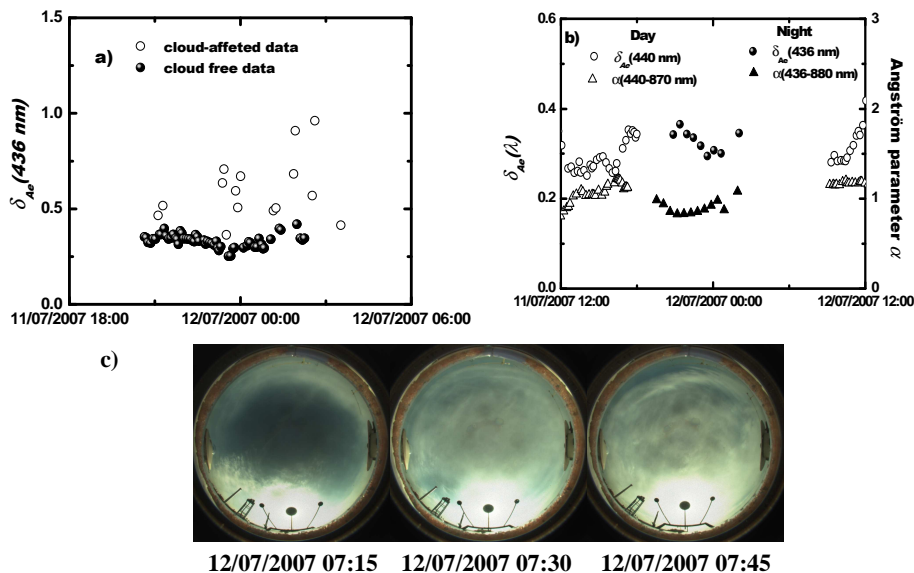 a)
cloud-affeted data
cloud free data
δAe(436 nm)
1.5
1.0
0.5
0.0
11/07/2007 18:00
12/07/2007 00:00
12/07/2007 06:00
b)
Day
Night
δAe(440 nm)
α(440-870 nm)
δAe(436 nm)
α(436-880 nm)
δAe(λ)
0.6
0.4
0.2
0.0
3
2
1
0
Angström parameter α
11/07/2007 12:00
12/07/2007 00:00
12/07/2007 12:00
c)
12/07/2007 07:15
12/07/2007 07:30
12/07/2007 07:45